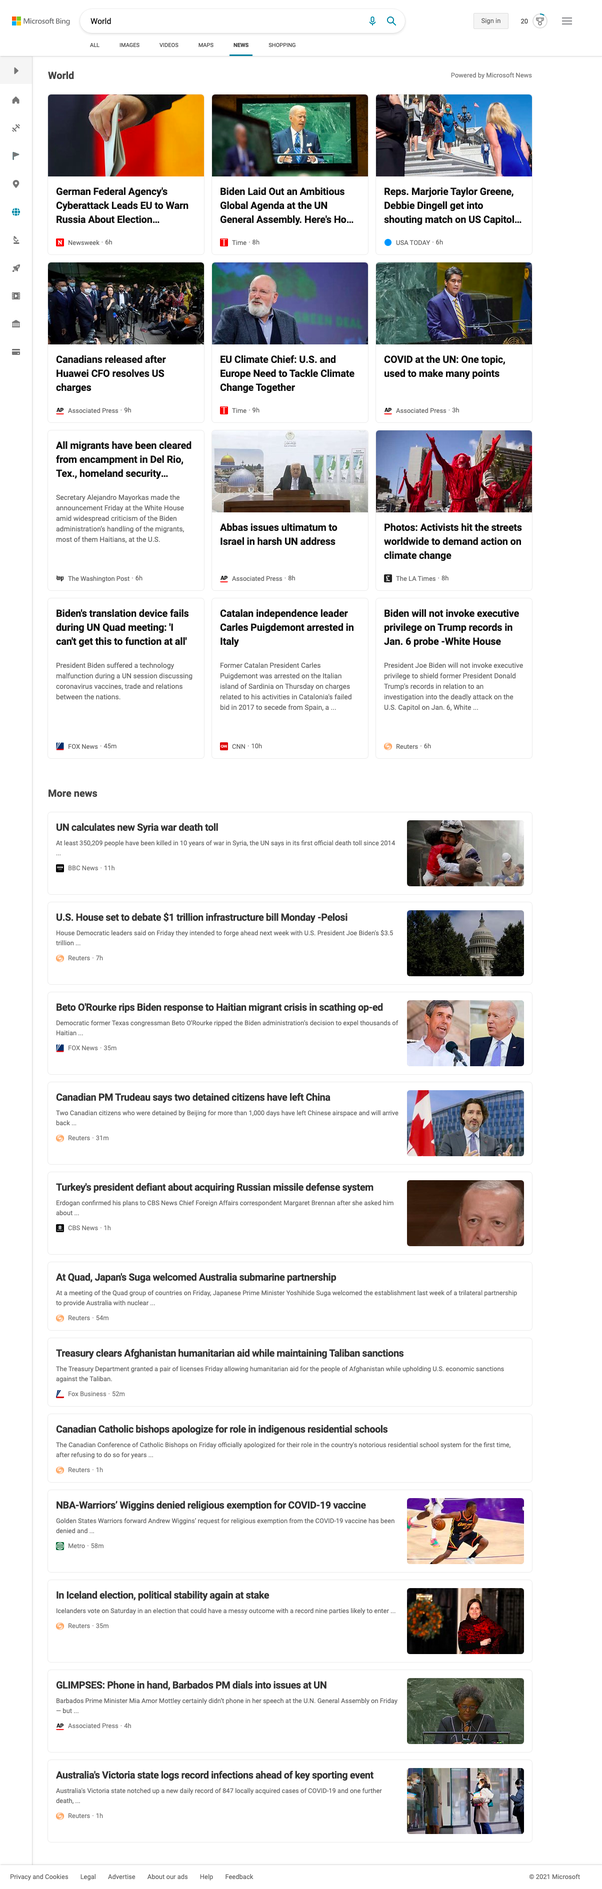 Microsoft Bing
World
Sign in
20
ALL
IMAGES
VIDEOS
MAPS
NEWS
SHOPPING
World
Powered by Microsoft News
German Federal Agency's
Cyberattack Leads EU to Warn
Russia About Election...
Newsweek · 6h
Biden Laid Out an Ambitious
Global Agenda at the UN
General Assembly. Here's Ho...
Time · 8h
Reps. Marjorie Taylor Greene,
Debbie Dingell get into
shouting match on US Capitol...
USA TODAY · 6h
GREEN DEAL
Canadians released after
Huawei CFO resolves US
charges
AP Associated Press · 9h
EU Climate Chief: U.S. and
Europe Need to Tackle Climate
Change Together
Time · 9h
COVID at the UN: One topic,
used to make many points
AP Associated Press · 3h
All migrants have been cleared
from encampment in Del Rio,
Tex., homeland security...
Secretary Alejandro Mayorkas made the
announcement Friday at the White House
amid widespread criticism of the Biden
administration's handling of the migrants,
most of them Haitians, at the U.S.
wp The Washington Post · 6h
Abbas issues ultimatum to
Israel in harsh UN address
AP Associated Press · 8h
Photos: Activists hit the streets
worldwide to demand action on
climate change
The LA Times · 8h
Biden's translation device fails
during UN Quad meeting: 'I
can't get this to function at all'
President Biden suffered a technology
malfunction during a UN session discussing
coronavirus vaccines, trade and relations
between the nations.
FOX News · 45m
Catalan independence leader
Carles Puigdemont arrested in
Italy
Former Catalan President Carles
Puigdemont was arrested on the Italian
island of Sardinia on Thursday on charges
related to his activities in Catalonia's failed
bid in 2017 to secede from Spain, a ...
CNN · 10h
Biden will not invoke executive
privilege on Trump records in
Jan. 6 probe -White House
President Joe Biden will not invoke executive
privilege to shield former President Donald
Trump's records in relation to an
investigation into the deadly attack on the
U.S. Capitol on Jan. 6, White ...
Reuters · 6h
More news
UN calculates new Syria war death toll
At least 350,209 people have been killed in 10 years of war in Syria, the UN says in its first official death toll since 2014
...
BBC News · 11h
U.S. House set to debate $1 trillion infrastructure bill Monday -Pelosi
House Democratic leaders said on Friday they intended to forge ahead next week with U.S. President Joe Biden's $3.5
trillion ...
Reuters · 7h
Beto O'Rourke rips Biden response to Haitian migrant crisis in scathing op-ed
Democratic former Texas congressman Beto O'Rourke ripped the Biden administration's decision to expel thousands of
Haitian ...
FOX News · 35m
Canadian PM Trudeau says two detained citizens have left China
Two Canadian citizens who were detained by Beijing for more than 1,000 days have left Chinese airspace and will arrive
back ...
Reuters · 31m
Turkey's president defiant about acquiring Russian missile defense system
Erdogan confirmed his plans to CBS News Chief Foreign Affairs correspondent Margaret Brennan after she asked him
about ...
CBS News · 1h
At Quad, Japan's Suga welcomed Australia submarine partnership
At a meeting of the Quad group of countries on Friday, Japanese Prime Minister Yoshihide Suga welcomed the establishment last week of a trilateral partnership
to provide Australia with nuclear ...
Reuters · 54m
Treasury clears Afghanistan humanitarian aid while maintaining Taliban sanctions
The Treasury Department granted a pair of licenses Friday allowing humanitarian aid for the people of Afghanistan while upholding U.S. economic sanctions
against the Taliban.
Fox Business · 52m
Canadian Catholic bishops apologize for role in indigenous residential schools
The Canadian Conference of Catholic Bishops on Friday officially apologized for their role in the country's notorious residential school system for the first time,
after refusing to do so for years ...
Reuters · 1h
NBA-Warriors' Wiggins denied religious exemption for COVID-19 vaccine
Golden States Warriors forward Andrew Wiggins' request for religious exemption from the COVID-19 vaccine has been
denied and ...
Metro · 58m
In Iceland election, political stability again at stake
Icelanders vote on Saturday in an election that could have a messy outcome with a record nine parties likely to enter ...
Reuters · 35m
GLIMPSES: Phone in hand, Barbados PM dials into issues at UN
Barbados Prime Minister Mia Amor Mottley certainly didn't phone in her speech at the U.N. General Assembly on Friday
— but ...
AP Associated Press · 4h
Australia's Victoria state logs record infections ahead of key sporting event
Australia's Victoria state notched up a new daily record of 847 locally acquired cases of COVID-19 and one further
death, ...
Reuters · 1h
Privacy and Cookies
Legal
Advertise
About our ads
Help
Feedback
© 2021 Microsoft